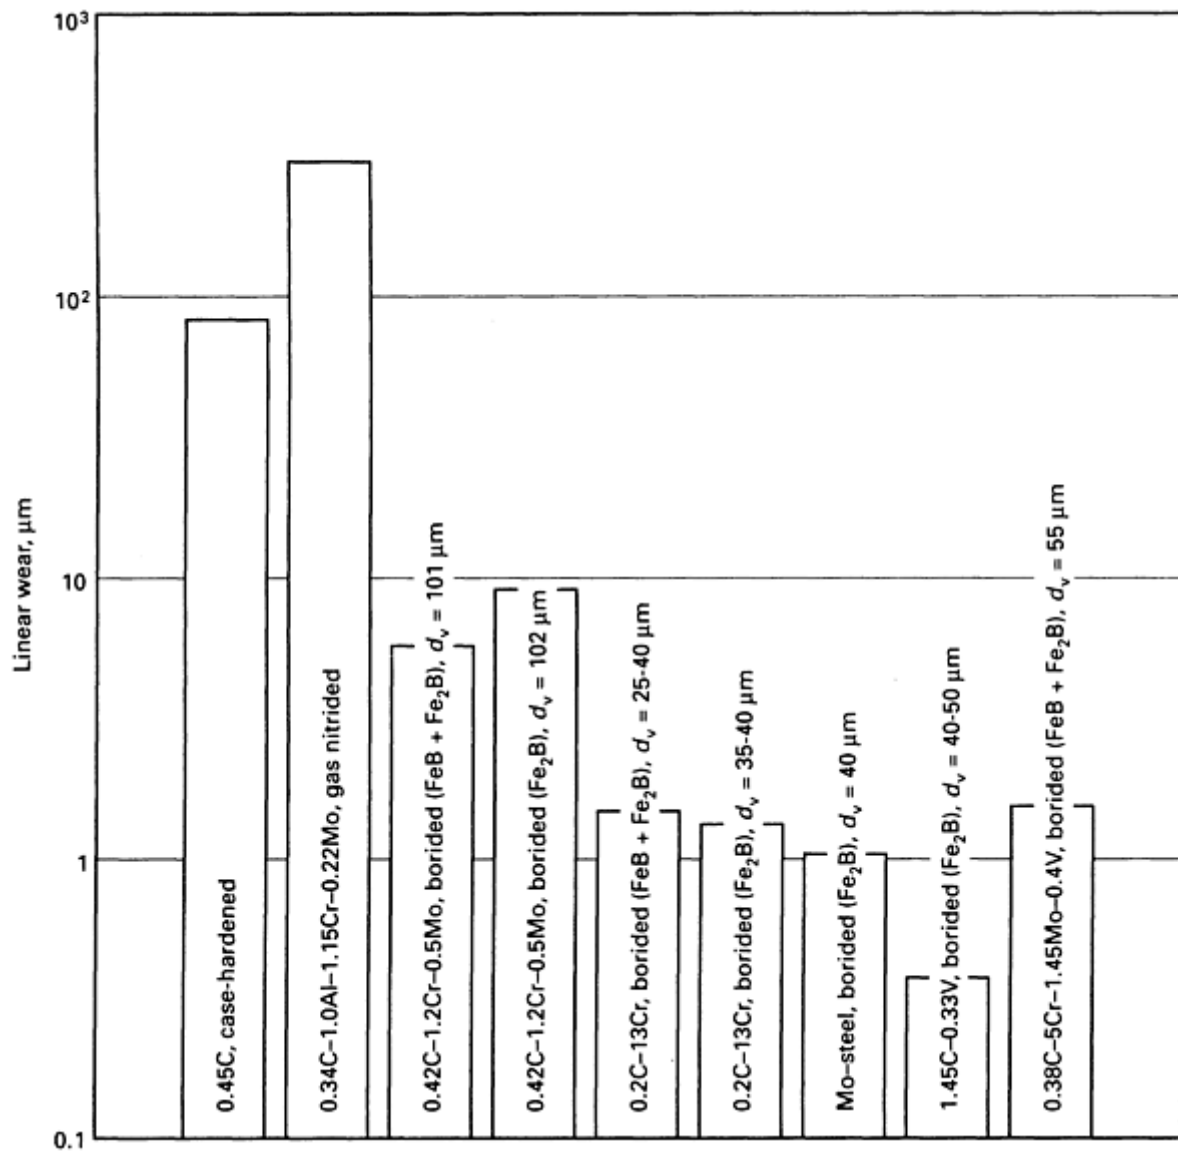 10³
10²
10
1
0.1
Linear wear, μm
0.45C, case-hardened
0.34C–1.0Al–1.15Cr–0.22Mo, gas nitrided
0.42C–1.2Cr–0.5Mo, borided (FeB + Fe₂B), dᵥ = 101 μm
0.42C–1.2Cr–0.5Mo, borided (Fe₂B), dᵥ = 102 μm
0.2C–13Cr, borided (FeB + Fe₂B), dᵥ = 25-40 μm
0.2C–13Cr, borided (Fe₂B), dᵥ = 35-40 μm
Mo–steel, borided (Fe₂B), dᵥ = 40 μm
1.45C–0.33V, borided (Fe₂B), dᵥ = 40-50 μm
0.38C–5Cr–1.45Mo–0.4V, borided (FeB + Fe₂B), dᵥ = 55 μm